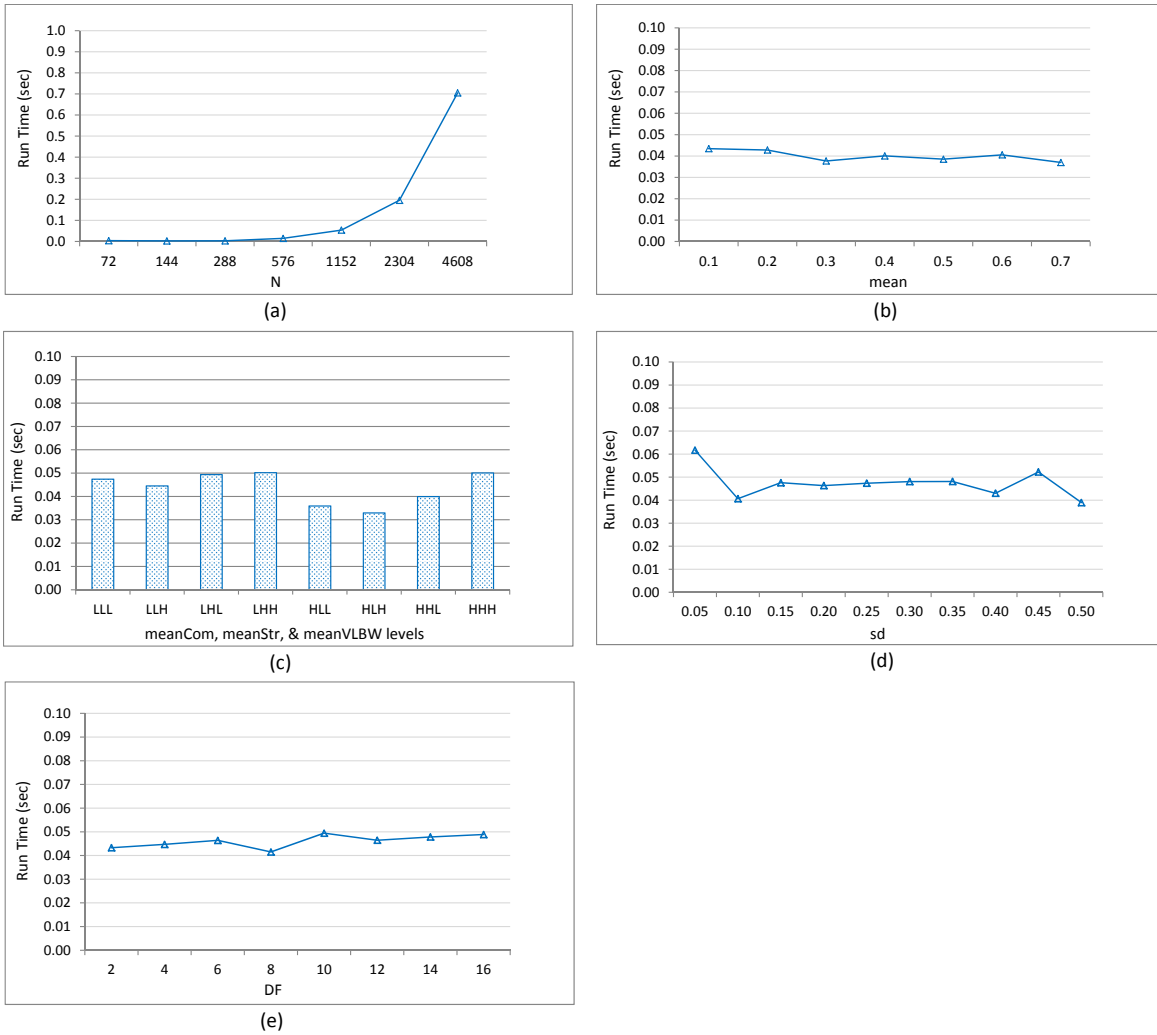 1.0
0.9
0.8
0.7
0.6
0.5
0.4
0.3
0.2
0.1
0.0
Run Time (sec)
72 144 288 576 1152 2304 4608
N
(a)
0.10
0.09
0.08
0.07
0.06
0.05
0.04
0.03
0.02
0.01
0.00
Run Time (sec)
0.1 0.2 0.3 0.4 0.5 0.6 0.7
mean
(b)
0.10
0.09
0.08
0.07
0.06
0.05
0.04
0.03
0.02
0.01
0.00
Run Time (sec)
LLL LLH LHL LHH HLL HLH HHL HHH
meanCom, meanStr, & meanVLBW levels
(c)
0.10
0.09
0.08
0.07
0.06
0.05
0.04
0.03
0.02
0.01
0.00
Run Time (sec)
0.05 0.10 0.15 0.20 0.25 0.30 0.35 0.40 0.45 0.50
sd
(d)
0.10
0.09
0.08
0.07
0.06
0.05
0.04
0.03
0.02
0.01
0.00
Run Time (sec)
2 4 6 8 10 12 14 16
DF
(e)